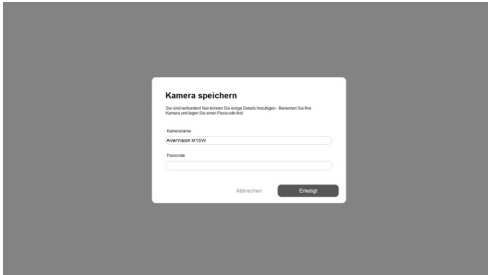 Kamera speichern
Sie sind verbunden! Nun können Sie einige Details hinzufügen - Benennen Sie Ihre
Kamera und legen Sie einen Passcode fest
Kameraname
AVerVision M15W
Passcode
Abbrechen
Erledigt